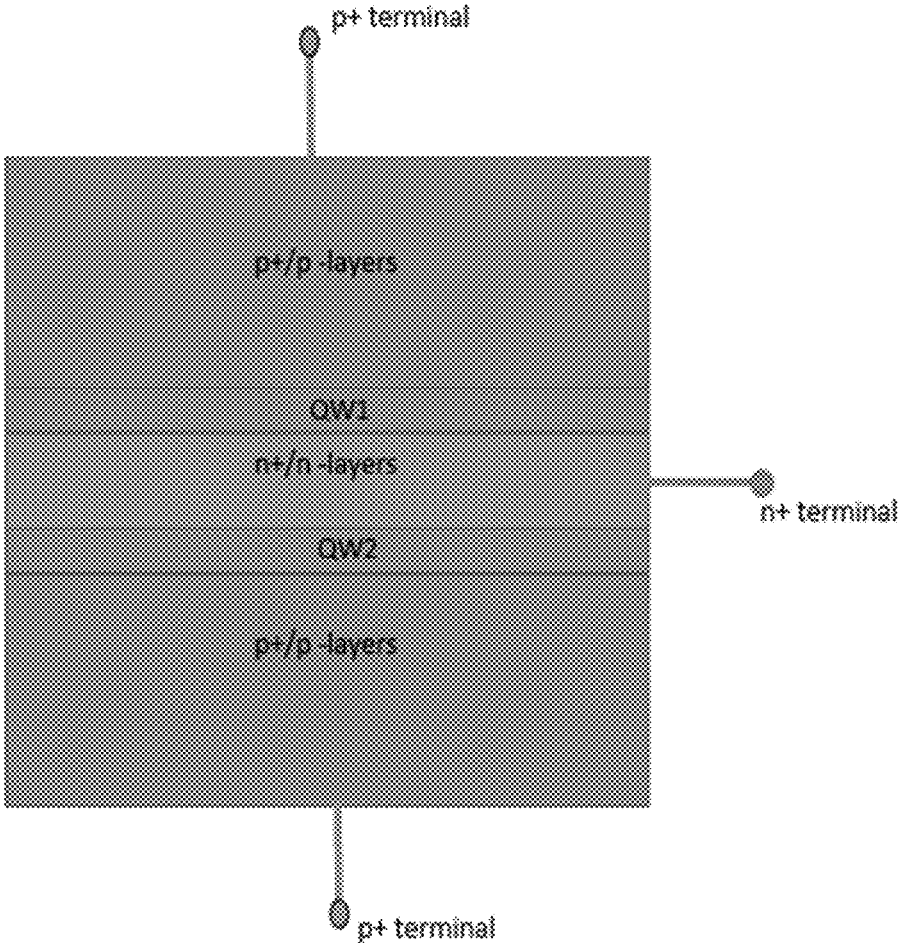 p+ terminal
p+/p -layers
QW1
n+/n -layers
n+ terminal
QW2
p+/p -layers
p+ terminal